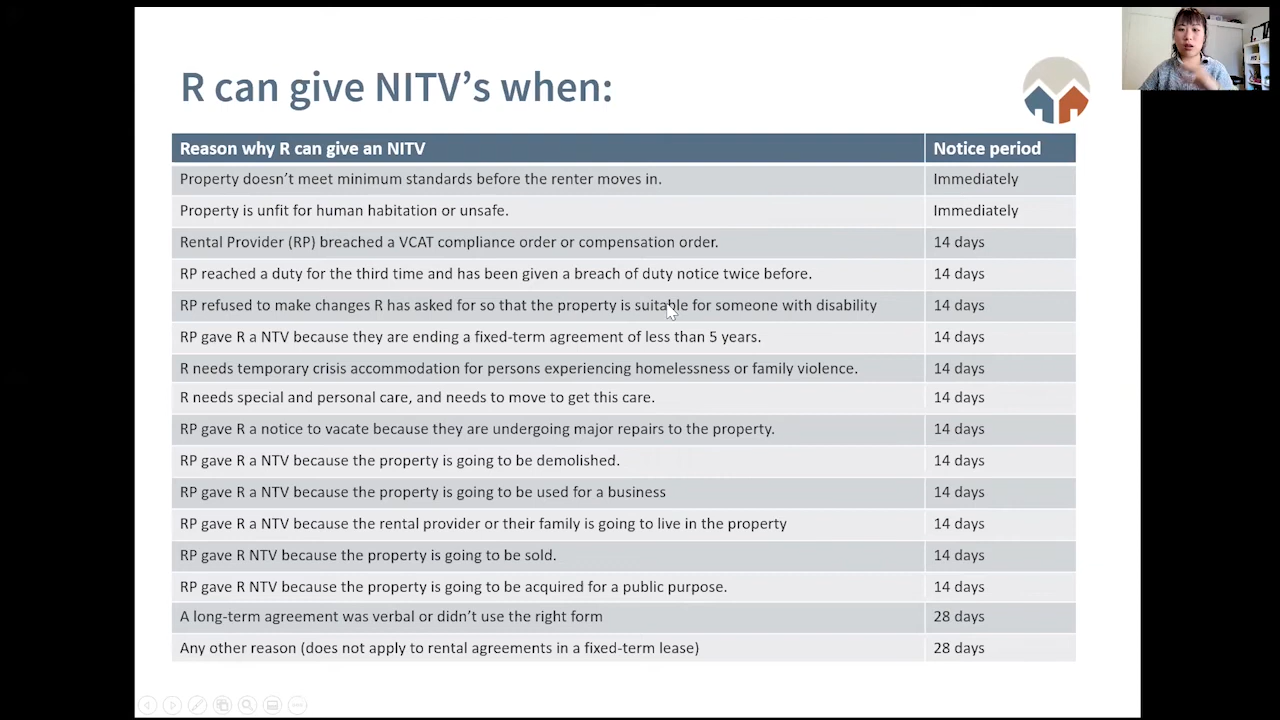 R can give NITV's when:
Reason why R can give an NITV Notice period
Property doesn't meet minimum standards before the renter moves in. Immediately
Property is unfit for human habitation or unsafe. Immediately
Rental Provider (RP) breached a VCAT compliance order or compensation order. 14 days
RP reached a duty for the third time and has been given a breach of duty notice twice before. 14 days
RP refused to make changes R has asked for so that the property is suitable for someone with disability 14 days
RP gave R a NTV because they are ending a fixed-term agreement of less than 5 years. 14 days
R needs temporary crisis accommodation for persons experiencing homelessness or family violence. 14 days
R needs special and personal care, and needs to move to get this care. 14 days
RP gave R a notice to vacate because they are undergoing major repairs to the property. 14 days
RP gave R a NTV because the property is going to be demolished. 14 days
RP gave R a NTV because the property is going to be used for a business 14 days
RP gave R a NTV because the rental provider or their family is going to live in the property 14 days
RP gave R NTV because the property is going to be sold. 14 days
RP gave R NTV because the property is going to be acquired for a public purpose. 14 days
A long-term agreement was verbal or didn't use the right form 28 days
Any other reason (does not apply to rental agreements in a fixed-term lease) 28 days